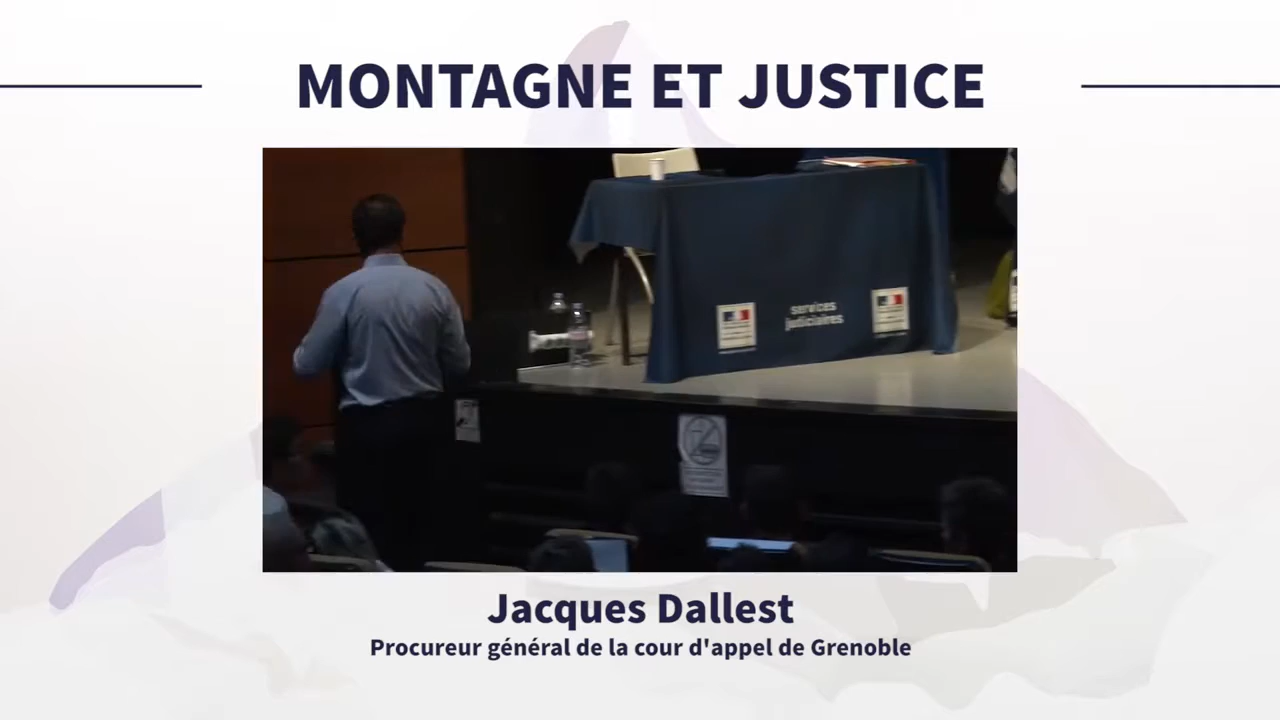 MONTAGNE ET JUSTICE
services
judiciaires
Jacques Dallest
Procureur général de la cour d'appel de Grenoble